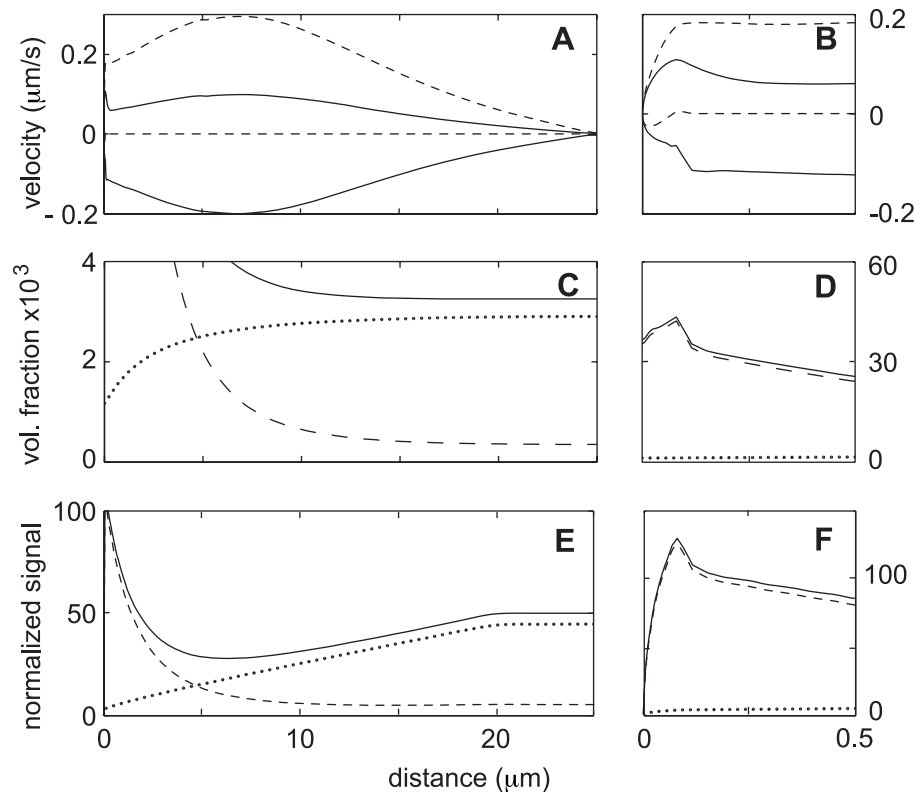 A
B
velocity (μm/s)
0.2
0
- 0.2
0.2
0
-0.2
C
D
vol. fraction x10³
4
2
0
60
30
0
E
F
normalized signal
100
50
0
100
0
0
10
20
0
0.5
distance (μm)